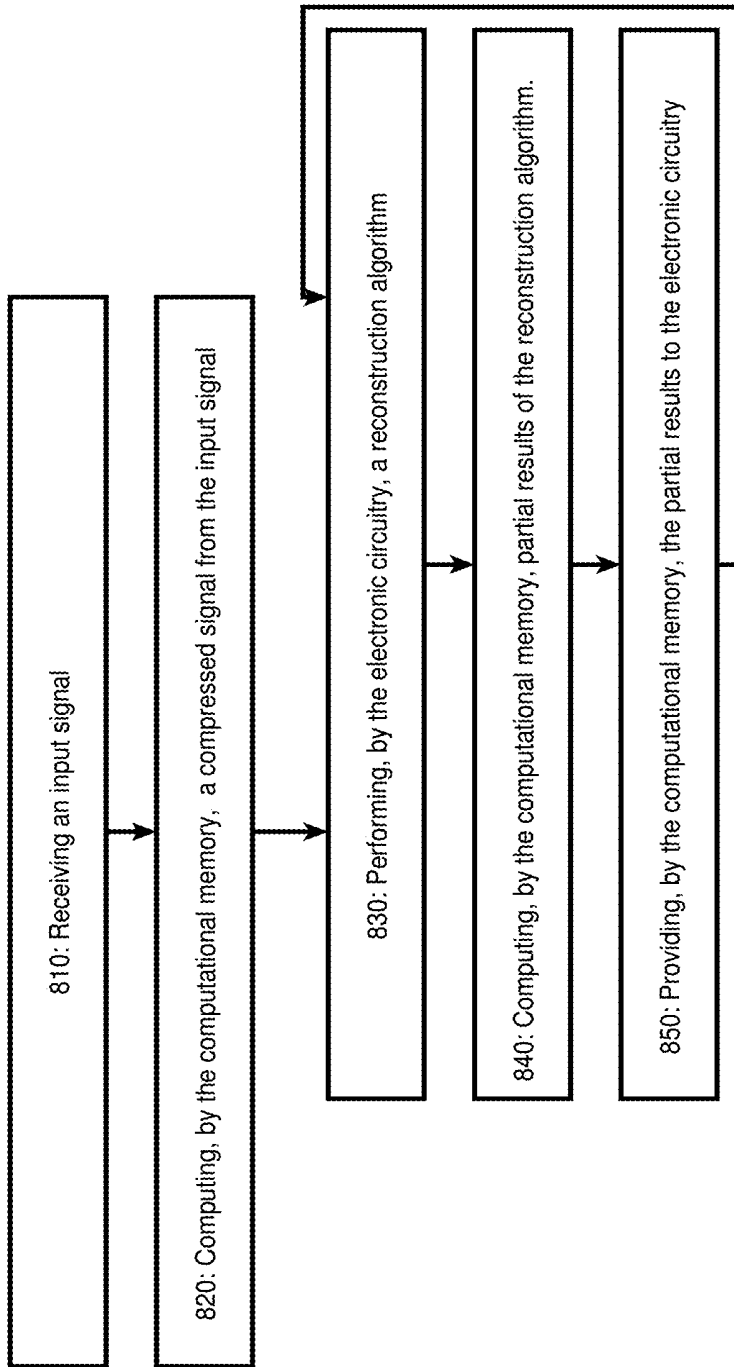 810: Receiving an input signal
820: Computing, by the computational memory, a compressed signal from the input signal
830: Performing, by the electronic circuitry, a reconstruction algorithm
840: Computing, by the computational memory, partial results of the reconstruction algorithm.
850: Providing, by the computational memory, the partial results to the electronic circuitry